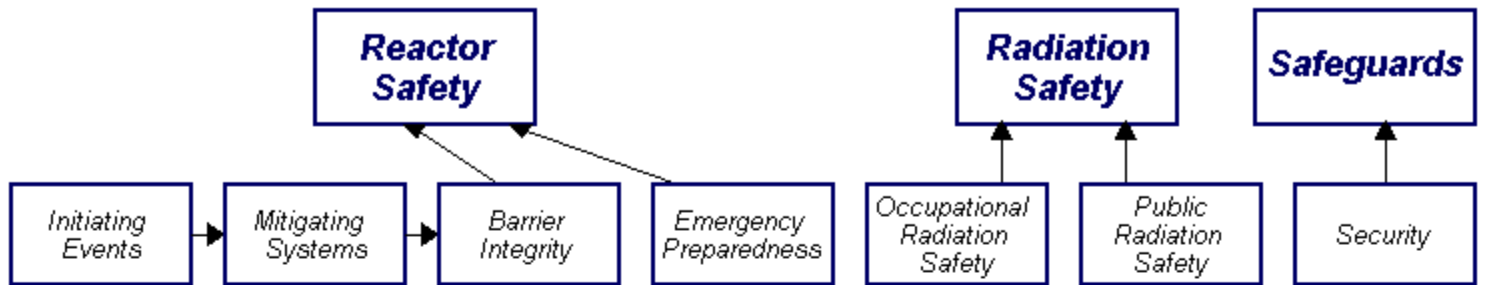 Reactor
Safety
Radiation
Safety
Safeguards
Initiating
Events
Mitigating
Systems
Barrier
Integrity
Emergency
Preparedness
Occupational
Radiation
Safety
Public
Radiation
Safety
Security